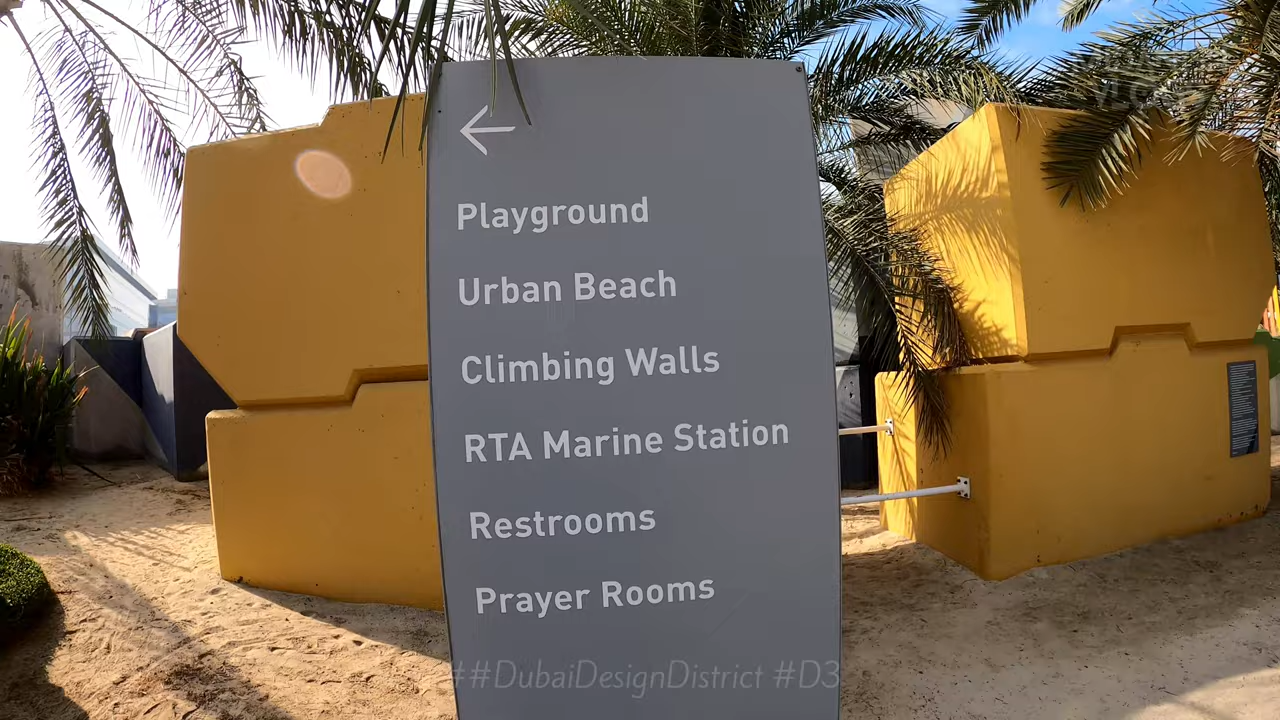 Playground
Urban Beach
Climbing Walls
RTA Marine Station
Restrooms
Prayer Rooms
##DubaiDesignDistrict #D3